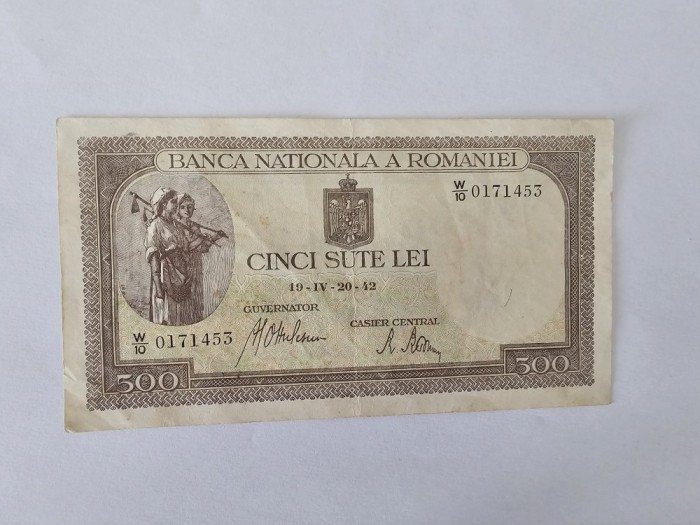 BANCA NATIONALA A ROMANIEI
W/10 0171453
CINCI SUTE LEI
19-IV-20-42
GUVERNATOR
CASIER CENTRAL
W/10 0171453
500
500